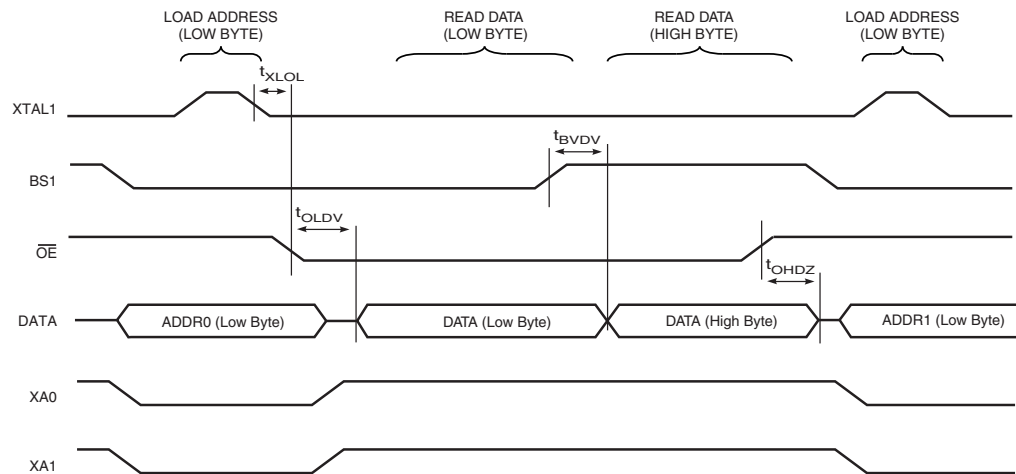 LOAD ADDRESS
(LOW BYTE)
READ DATA
(LOW BYTE)
READ DATA
(HIGH BYTE)
LOAD ADDRESS
(LOW BYTE)
tXLOL
XTAL1
tBVDV
BS1
tOLDV
OE
tOHDZ
DATA
ADDR0 (Low Byte)
DATA (Low Byte)
DATA (High Byte)
ADDR1 (Low Byte)
XA0
XA1